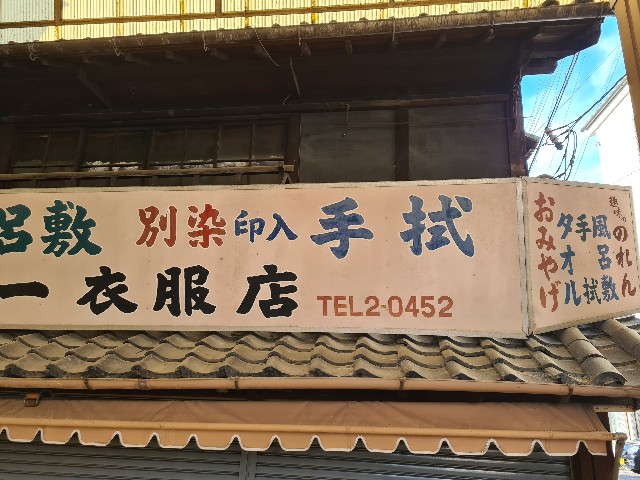 呂敷 別染 印入 手拭
一衣服店 TEL2-0452
趣味の
のれん
風呂敷
手拭
タオル
おみやげ